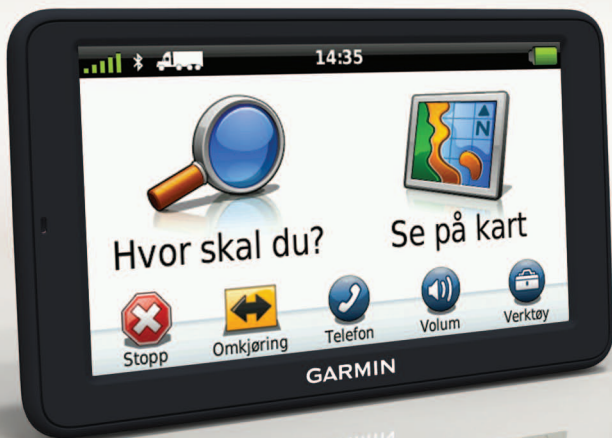 14:35
N
Hvor skal du?
Se på kart
Stopp
Omkjøring
Telefon
Volum
Verktøy
GARMIN